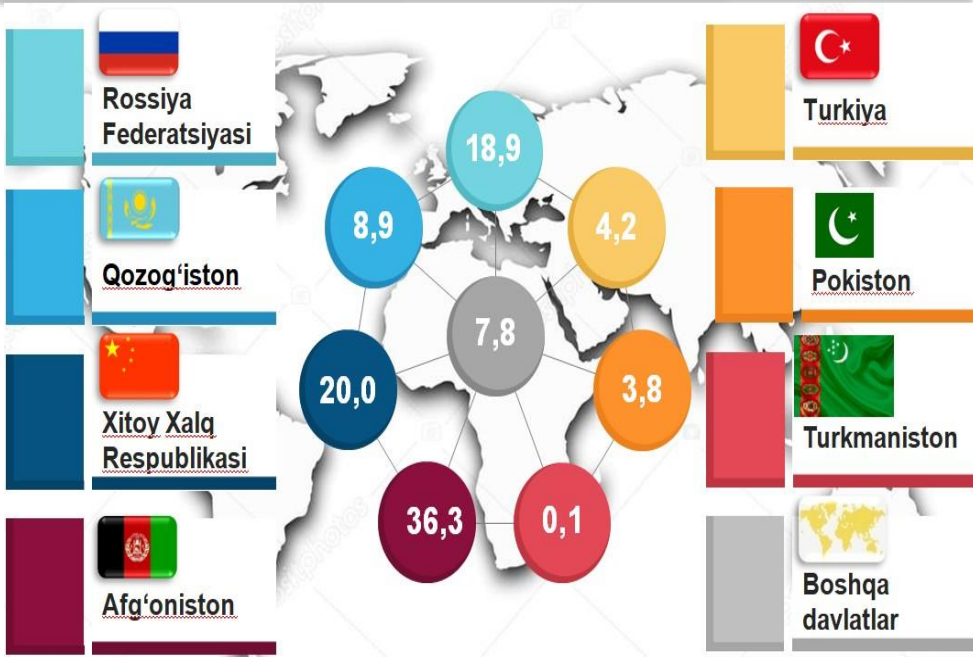 Rossiya
Federatsiyasi
Qozog‘iston
Xitoy Xalq
Respublikasi
Afg‘oniston
18,9
8,9
4,2
7,8
20,0
3,8
36,3
0,1
Turkiya
Pokiston
Turkmaniston
Boshqa
davlatlar